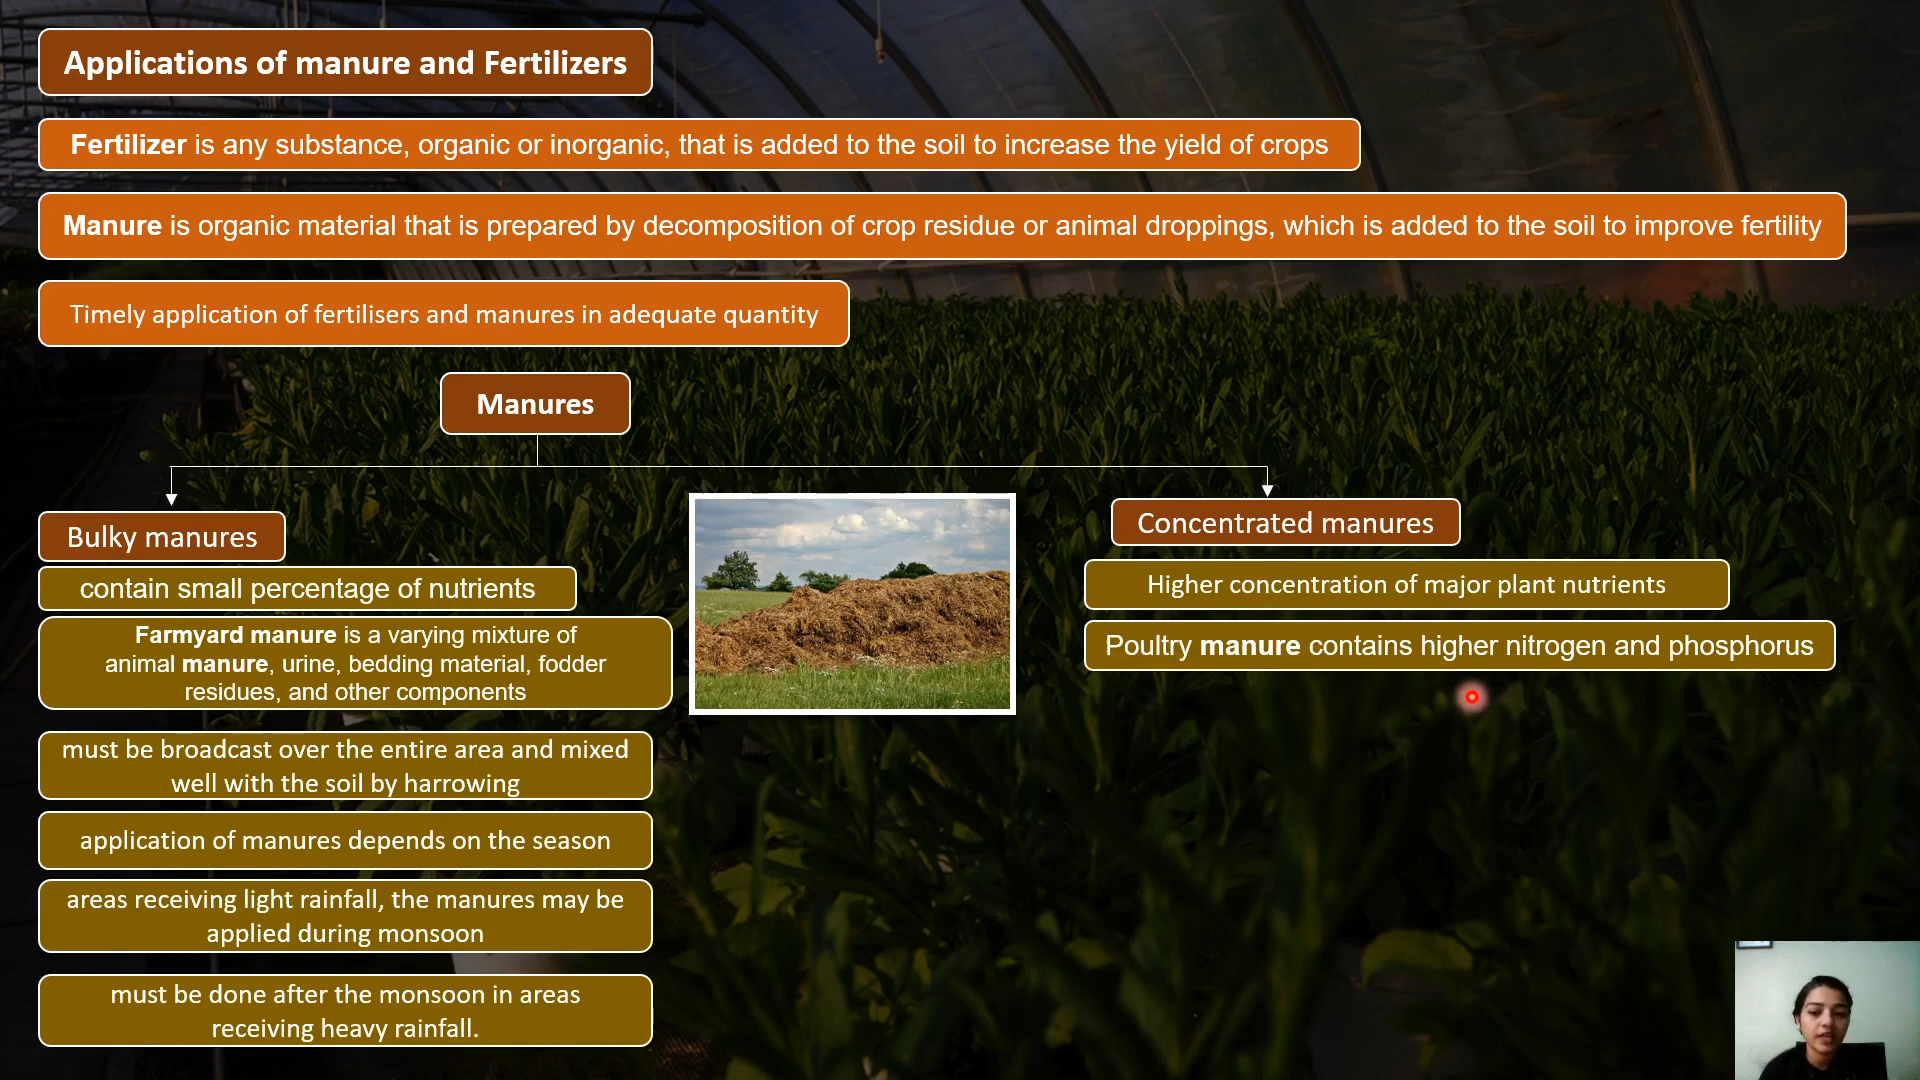 Applications of manure and Fertilizers
Fertilizer is any substance, organic or inorganic, that is added to the soil to increase the yield of crops
Manure is organic material that is prepared by decomposition of crop residue or animal droppings, which is added to the soil to improve fertility
Timely application of fertilisers and manures in adequate quantity
Manures
Bulky manures
contain small percentage of nutrients
Farmyard manure is a varying mixture of
animal manure, urine, bedding material, fodder
residues, and other components
must be broadcast over the entire area and mixed
well with the soil by harrowing
application of manures depends on the season
areas receiving light rainfall, the manures may be
applied during monsoon
must be done after the monsoon in areas
receiving heavy rainfall.
Concentrated manures
Higher concentration of major plant nutrients
Poultry manure contains higher nitrogen and phosphorus